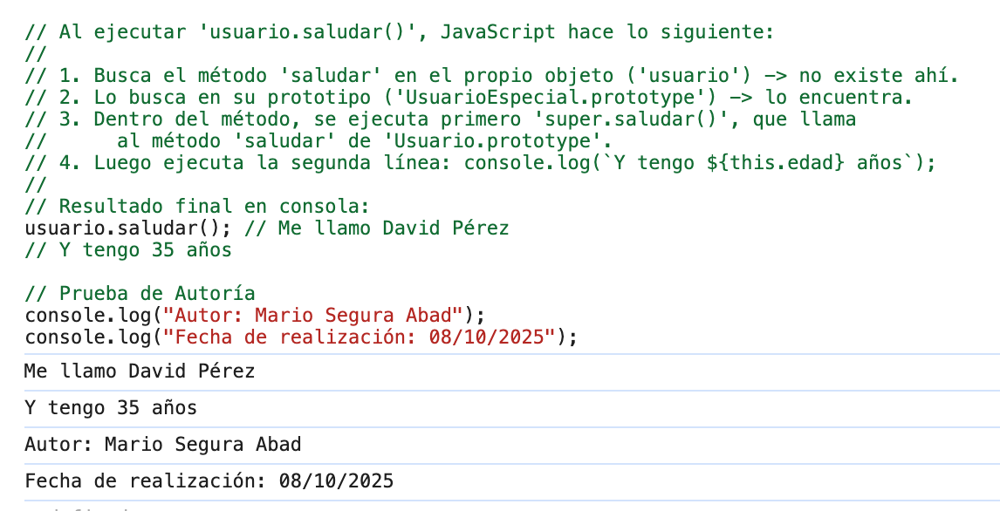 // Al ejecutar 'usuario.saludar()', JavaScript hace lo siguiente:
//
// 1. Busca el método 'saludar' en el propio objeto ('usuario') -> no existe ahí.
// 2. Lo busca en su prototipo ('UsuarioEspecial.prototype') -> lo encuentra.
// 3. Dentro del método, se ejecuta primero 'super.saludar()', que llama
//      al método 'saludar' de 'Usuario.prototype'.
// 4. Luego ejecuta la segunda línea: console.log(`Y tengo ${this.edad} años`);
//
// Resultado final en consola:
usuario.saludar(); // Me llamo David Pérez
// Y tengo 35 años

// Prueba de Autoría
console.log("Autor: Mario Segura Abad");
console.log("Fecha de realización: 08/10/2025");
Me llamo David Pérez
Y tengo 35 años
Autor: Mario Segura Abad
Fecha de realización: 08/10/2025